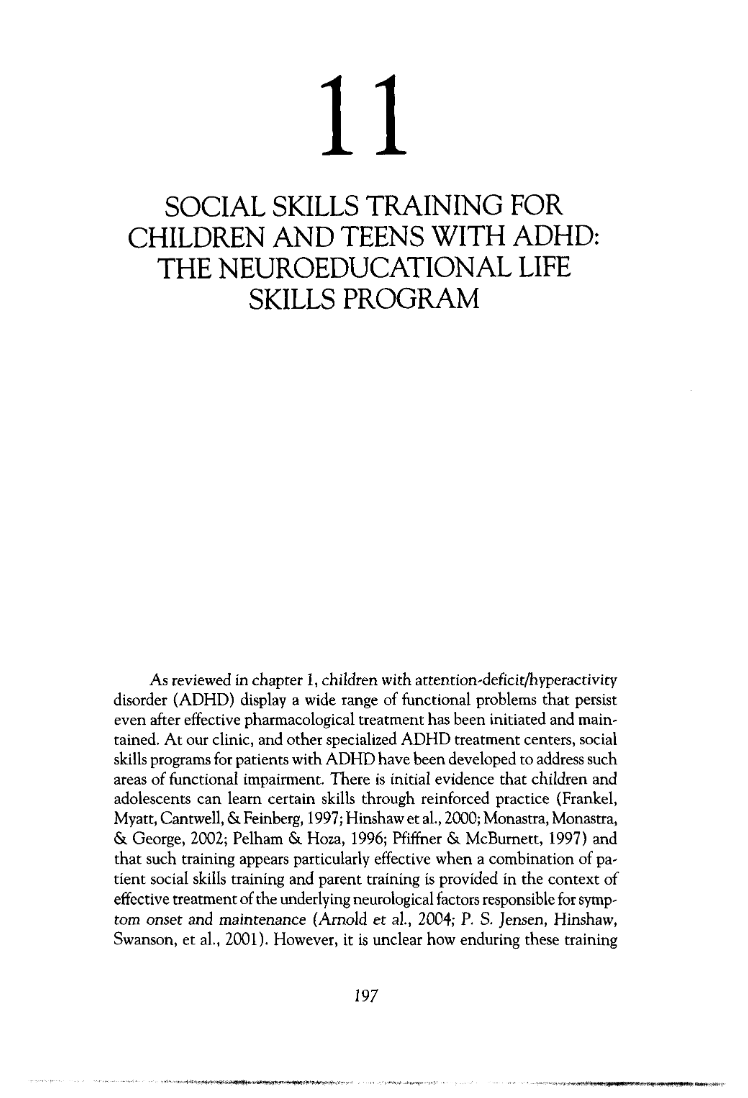 11
SOCIAL SKILLS TRAINING FOR
CHILDREN AND TEENS WITH ADHD:
THE NEUROEDUCATIONAL LIFE
SKILLS PROGRAM
As reviewed in chapter 1, children with attention-deficit/hyperactivity
disorder (ADHD) display a wide range of functional problems that persist
even after effective pharmacological treatment has been initiated and main-
tained. At our clinic, and other specialized ADHD treatment centers, social
skills programs for patients with ADHD have been developed to address such
areas of functional impairment. There is initial evidence that children and
adolescents can learn certain skills through reinforced practice (Frankel,
Myatt, Cantwell, & Feinberg, 1997; Hinshaw et al., 2000; Monastra, Monastra,
& George, 2002; Pelham & Hoza, 1996; Pfiffner & McBurnett, 1997) and
that such training appears particularly effective when a combination of pa-
tient social skills training and parent training is provided in the context of
effective treatment of the underlying neurological factors responsible for symp-
tom onset and maintenance (Arnold et al., 2004; P. S. Jensen, Hinshaw,
Swanson, et al., 2001). However, it is unclear how enduring these training
197